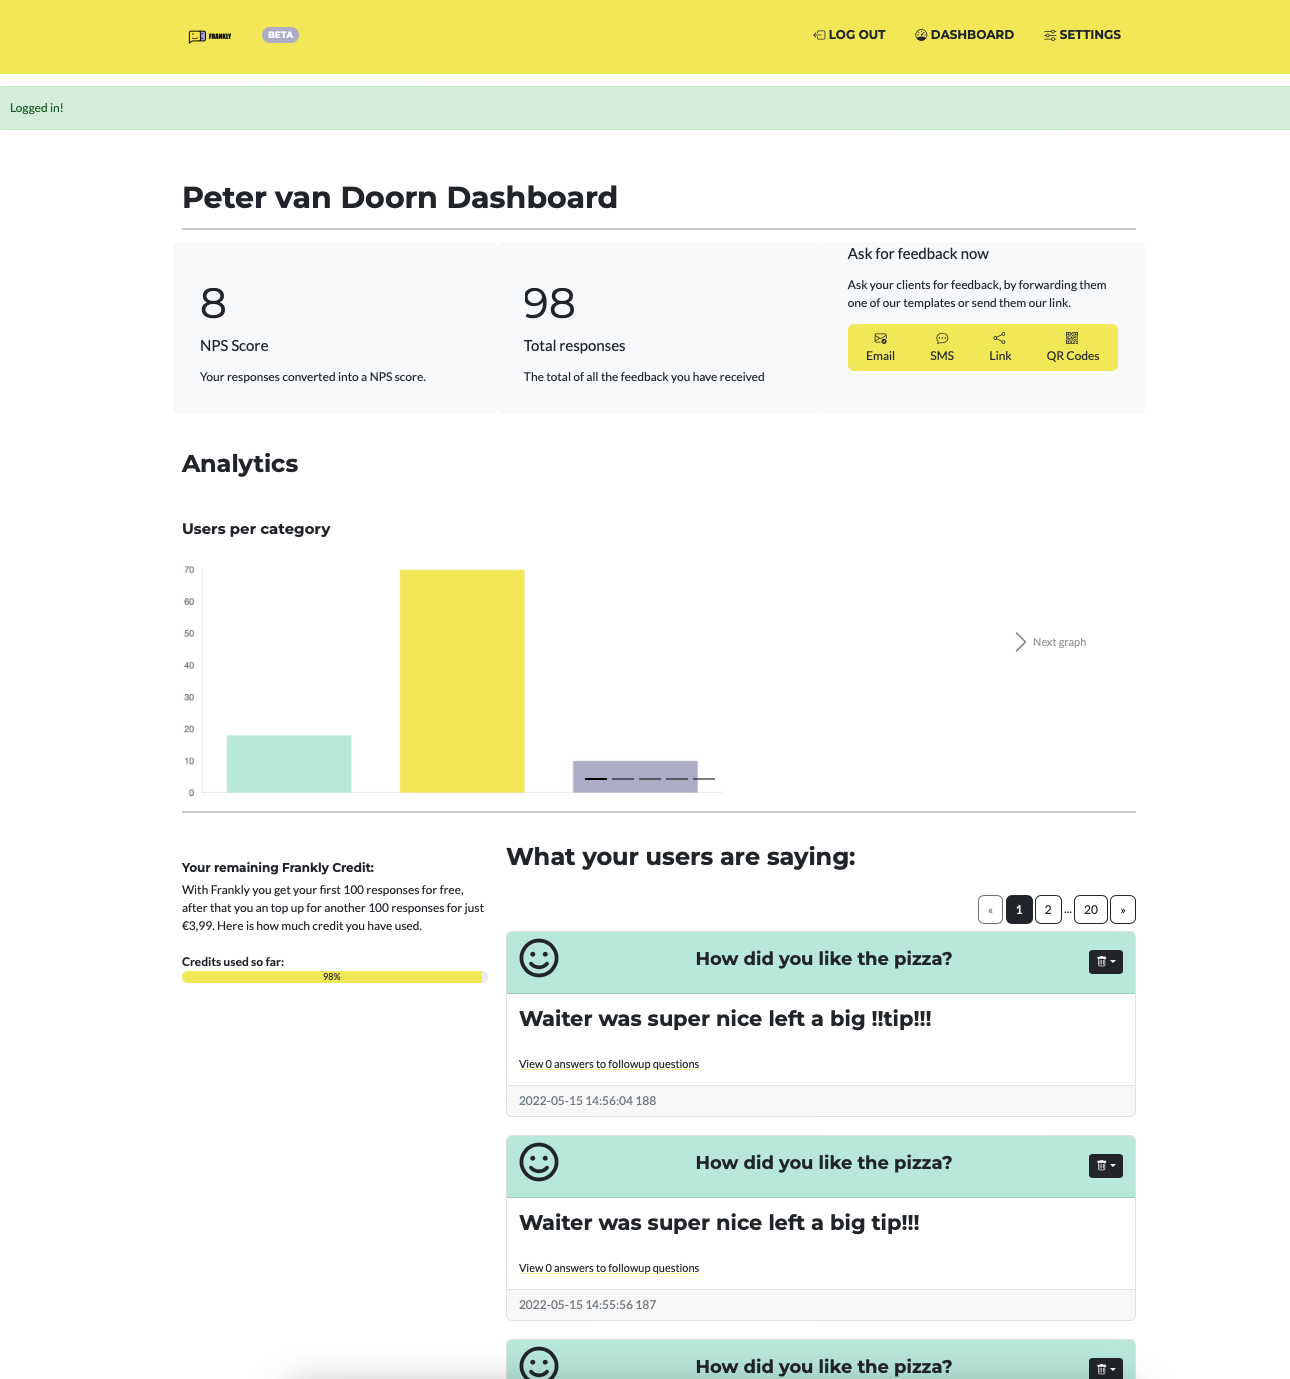 FRANKLY
BETA
LOG OUT
DASHBOARD
SETTINGS
Logged in!
Peter van Doorn Dashboard
8
NPS Score
Your responses converted into a NPS score.
98
Total responses
The total of all the feedback you have received
Ask for feedback now
Ask your clients for feedback, by forwarding them
one of our templates or send them our link.
Email
SMS
Link
QR Codes
Analytics
Users per category
70
60
50
40
30
20
10
0
Next graph
Your remaining Frankly Credit:
With Frankly you get your first 100 responses for free,
after that you an top up for another 100 responses for just
€3,99. Here is how much credit you have used.
Credits used so far:
98%
What your users are saying:
« 1 2 ... 20 »
How did you like the pizza?
Waiter was super nice left a big !!tip!!!
View 0 answers to followup questions
2022-05-15 14:56:04 188
How did you like the pizza?
Waiter was super nice left a big tip!!!
View 0 answers to followup questions
2022-05-15 14:55:56 187
How did you like the pizza?